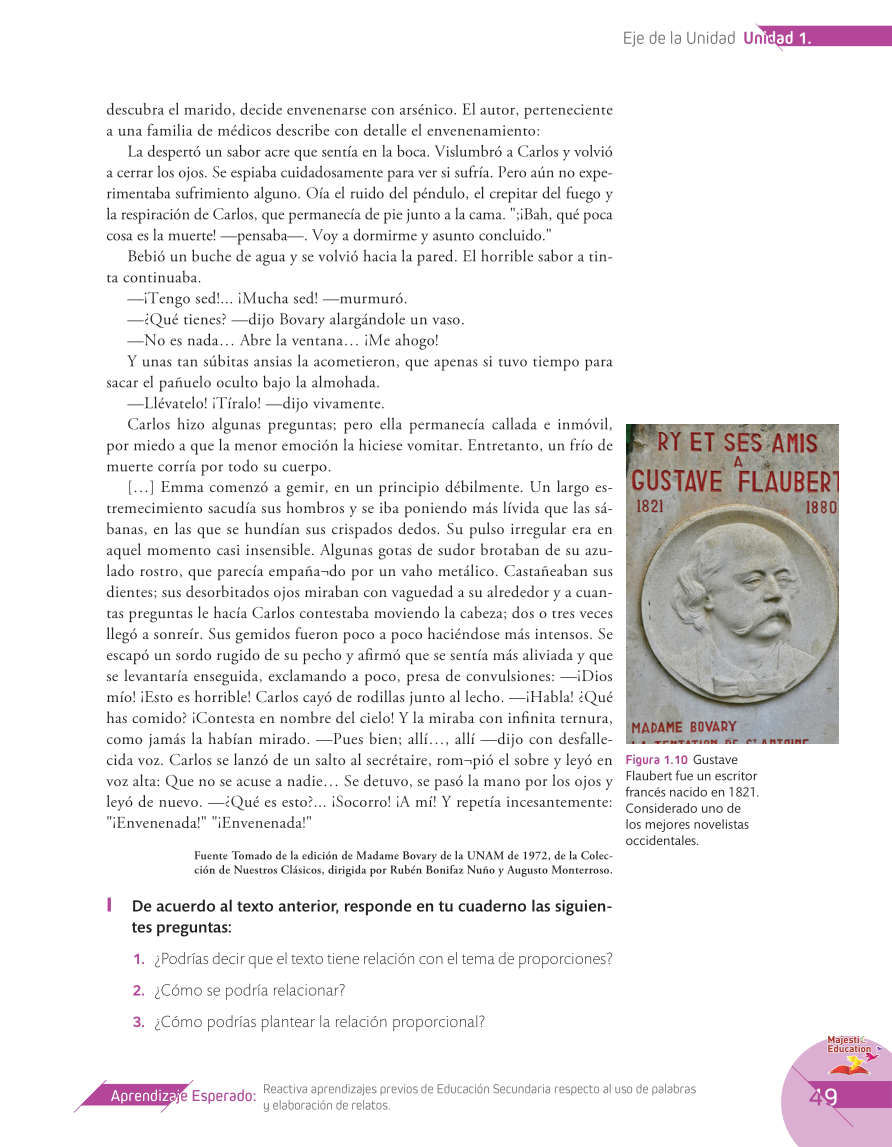 Eje de la Unidad Unidad 1.
descubra el marido, decide envenenarse con arsénico. El autor, perteneciente
a una familia de médicos describe con detalle el envenenamiento:
La despertó un sabor acre que sentía en la boca. Vislumbró a Carlos y volvió
a cerrar los ojos. Se espiaba cuidadosamente para ver si sufría. Pero aún no expe-
rimentaba sufrimiento alguno. Oía el ruido del péndulo, el crepitar del fuego y
la respiración de Carlos, que permanecía de pie junto a la cama. ";¡Bah, qué poca
cosa es la muerte! —pensaba—. Voy a dormirme y asunto concluido."
Bebió un buche de agua y se volvió hacia la pared. El horrible sabor a tin-
ta continuaba.
—¡Tengo sed!... ¡Mucha sed! —murmuró.
—¿Qué tienes? —dijo Bovary alargándole un vaso.
—No es nada… Abre la ventana… ¡Me ahogo!
Y unas tan súbitas ansias la acometieron, que apenas si tuvo tiempo para
sacar el pañuelo oculto bajo la almohada.
—Llévatelo! ¡Tíralo! —dijo vivamente.
Carlos hizo algunas preguntas; pero ella permanecía callada e inmóvil,
por miedo a que la menor emoción la hiciese vomitar. Entretanto, un frío de
muerte corría por todo su cuerpo.
[…] Emma comenzó a gemir, en un principio débilmente. Un largo es-
tremecimiento sacudía sus hombros y se iba poniendo más lívida que las sá-
banas, en las que se hundían sus crispados dedos. Su pulso irregular era en
aquel momento casi insensible. Algunas gotas de sudor brotaban de su azu-
lado rostro, que parecía empaña¬do por un vaho metálico. Castañeaban sus
dientes; sus desorbitados ojos miraban con vaguedad a su alrededor y a cuan-
tas preguntas le hacía Carlos contestaba moviendo la cabeza; dos o tres veces
llegó a sonreír. Sus gemidos fueron poco a poco haciéndose más intensos. Se
escapó un sordo rugido de su pecho y afirmó que se sentía más aliviada y que
se levantaría enseguida, exclamando a poco, presa de convulsiones: —¡Dios
mío! ¡Esto es horrible! Carlos cayó de rodillas junto al lecho. —¡Habla! ¿Qué
has comido? ¡Contesta en nombre del cielo! Y la miraba con infinita ternura,
como jamás la habían mirado. —Pues bien; allí…, allí —dijo con desfalle-
cida voz. Carlos se lanzó de un salto al secrétaire, rom¬pió el sobre y leyó en
voz alta: Que no se acuse a nadie… Se detuvo, se pasó la mano por los ojos y
leyó de nuevo. —¿Qué es esto?... ¡Socorro! ¡A mí! Y repetía incesantemente:
"¡Envenenada!" "¡Envenenada!"
Fuente Tomado de la edición de Madame Bovary de la UNAM de 1972, de la Colec-
ción de Nuestros Clásicos, dirigida por Rubén Bonifaz Nuño y Augusto Monterroso.
RY ET SES AMIS
A
GUSTAVE FLAUBERT
1821 1880
MADAME BOVARY
LA TENTATION DE ST ANTOINE
Figura 1.10 Gustave
Flaubert fue un escritor
francés nacido en 1821.
Considerado uno de
los mejores novelistas
occidentales.
I De acuerdo al texto anterior, responde en tu cuaderno las siguien-
tes preguntas:
1. ¿Podrías decir que el texto tiene relación con el tema de proporciones?
2. ¿Cómo se podría relacionar?
3. ¿Cómo podrías plantear la relación proporcional?
Majestic
Education
Aprendizaje Esperado: Reactiva aprendizajes previos de Educación Secundaria respecto al uso de palabras
y elaboración de relatos.
49